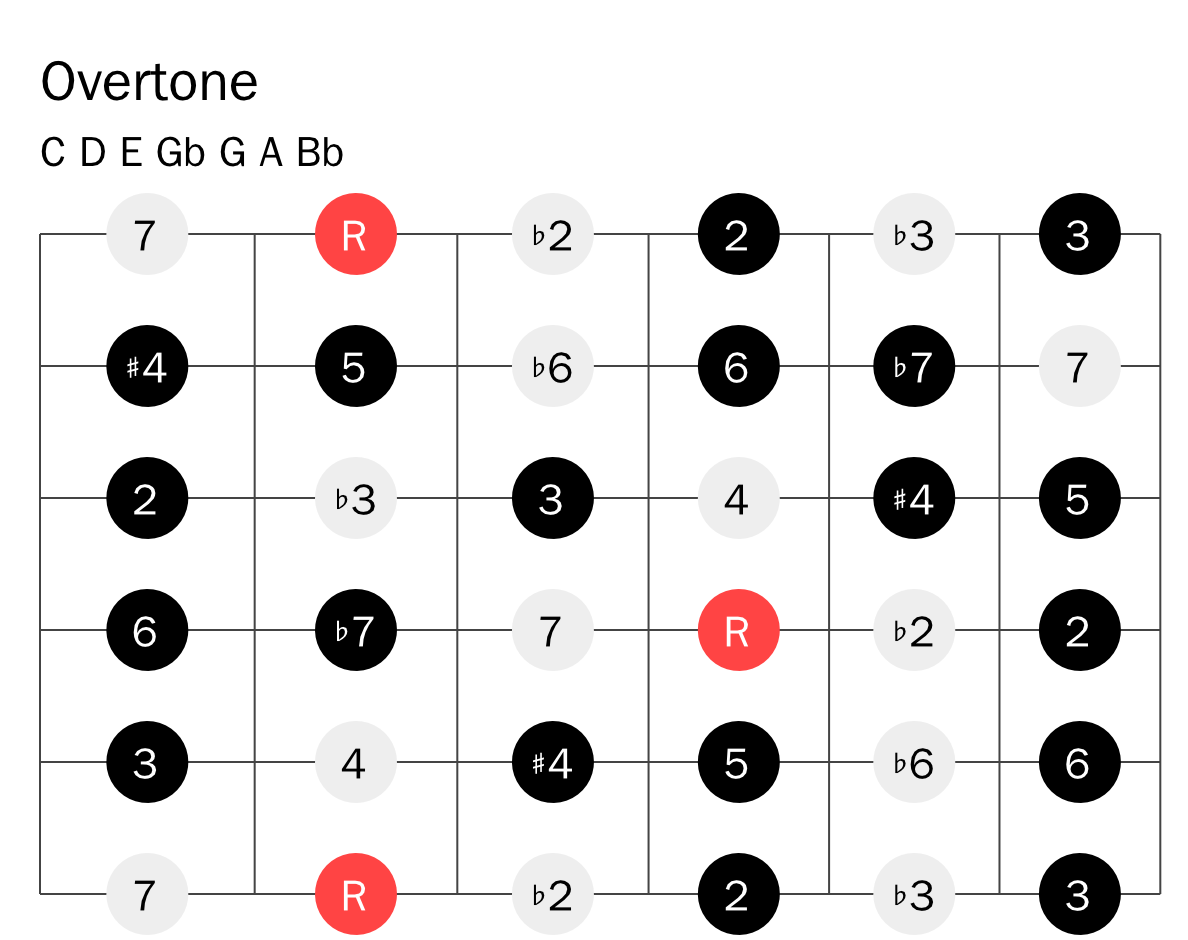 Overtone
C D E Gb G A Bb
7 R ♭2 2 ♭3 3
♯4 5 ♭6 6 ♭7 7
2 ♭3 3 4 ♯4 5
6 ♭7 7 R ♭2 2
3 4 ♯4 5 ♭6 6
7 R ♭2 2 ♭3 3